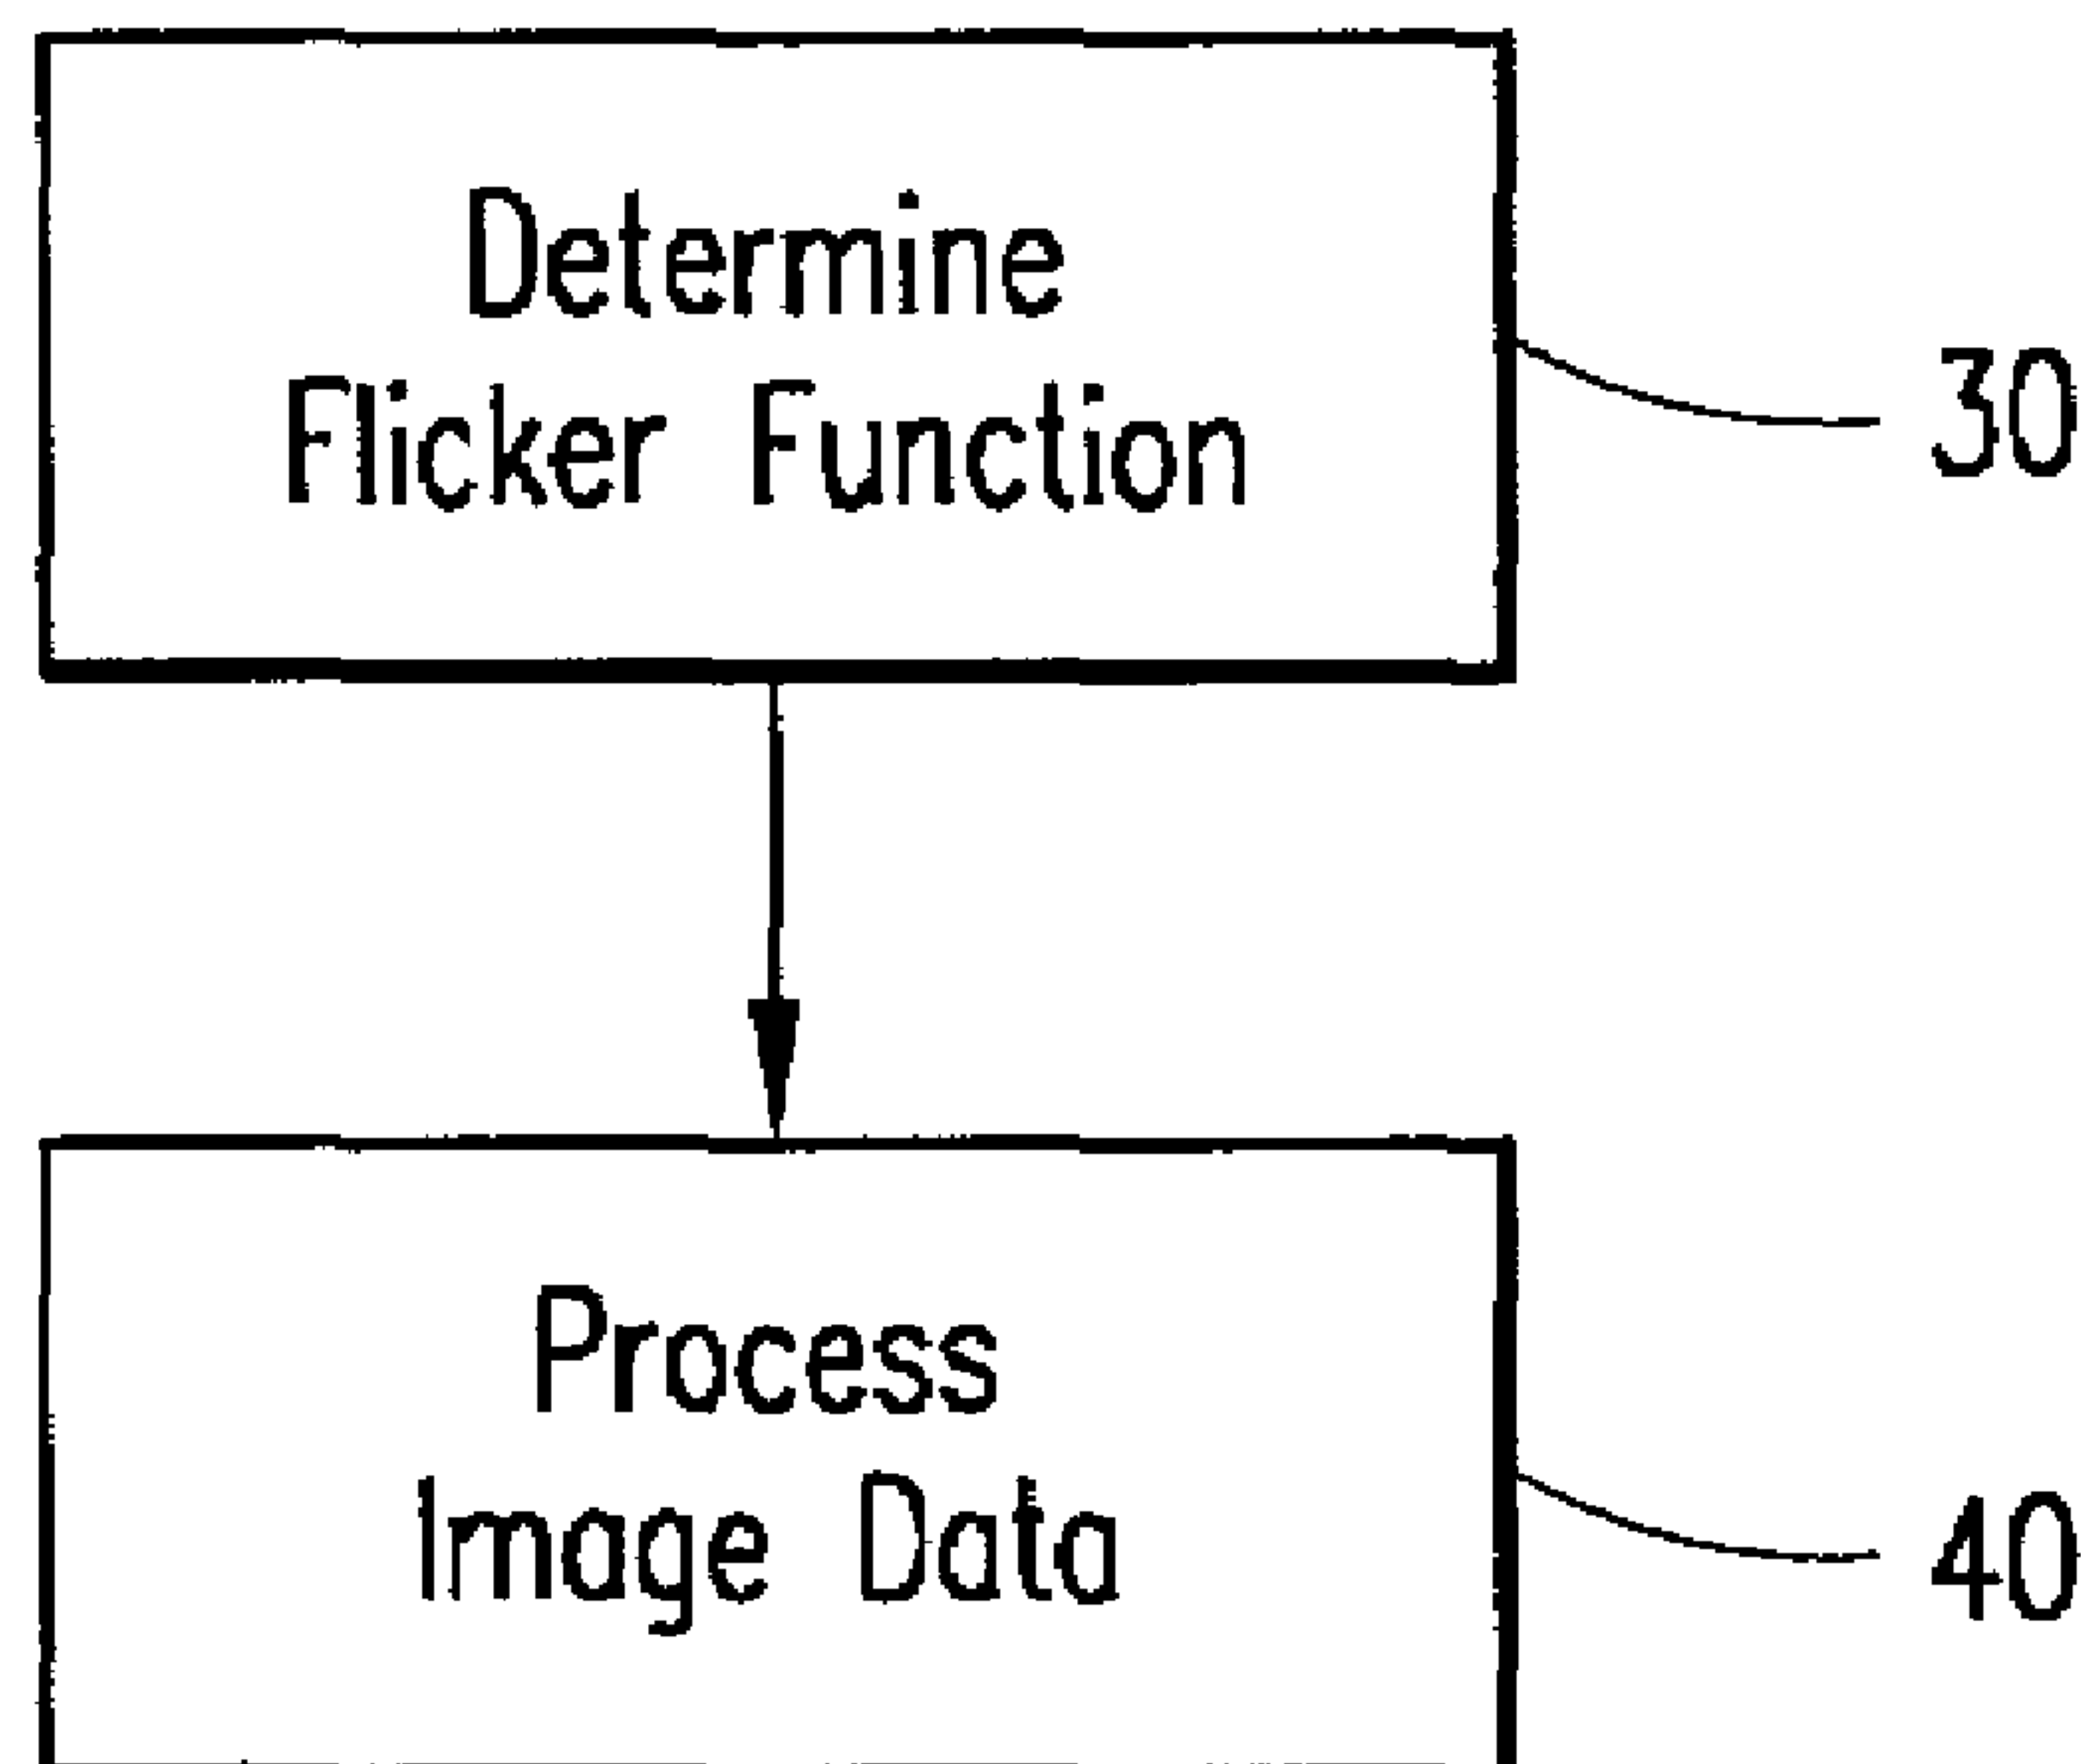 Determine
Flicker Function
30
Process
Image Data
40